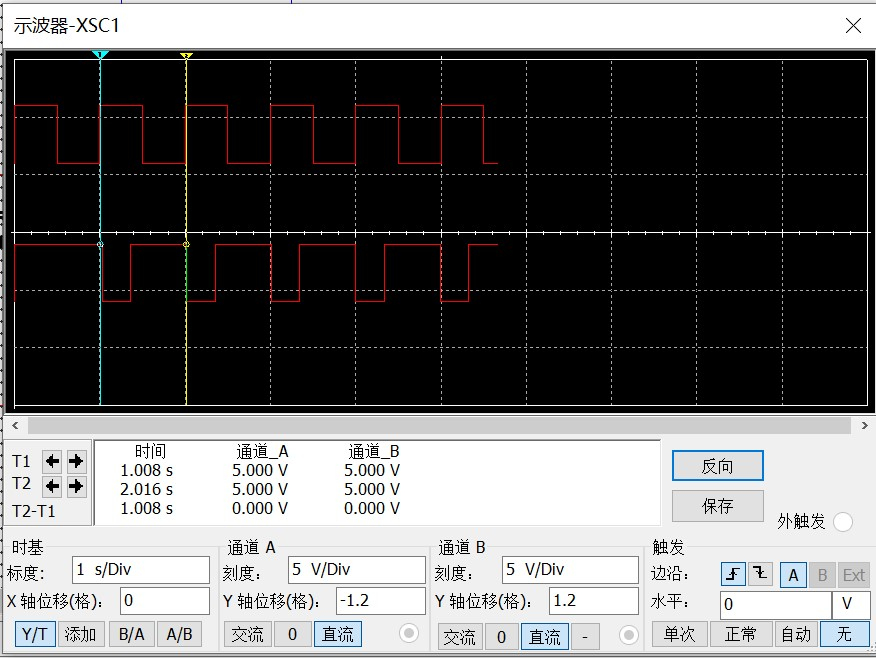 示波器-XSC1
时间 通道_A 通道_B
T1 1.008 s 5.000 V 5.000 V
T2 2.016 s 5.000 V 5.000 V
T2-T1 1.008 s 0.000 V 0.000 V
反向
保存
外触发
时基
标度: 1 s/Div
X 轴位移(格): 0
Y/T 添加 B/A A/B
通道 A
刻度: 5 V/Div
Y 轴位移(格): -1.2
交流 0 直流
通道 B
刻度: 5 V/Div
Y 轴位移(格): 1.2
交流 0 直流 -
触发
边沿: A B Ext
水平: 0 V
单次 正常 自动 无